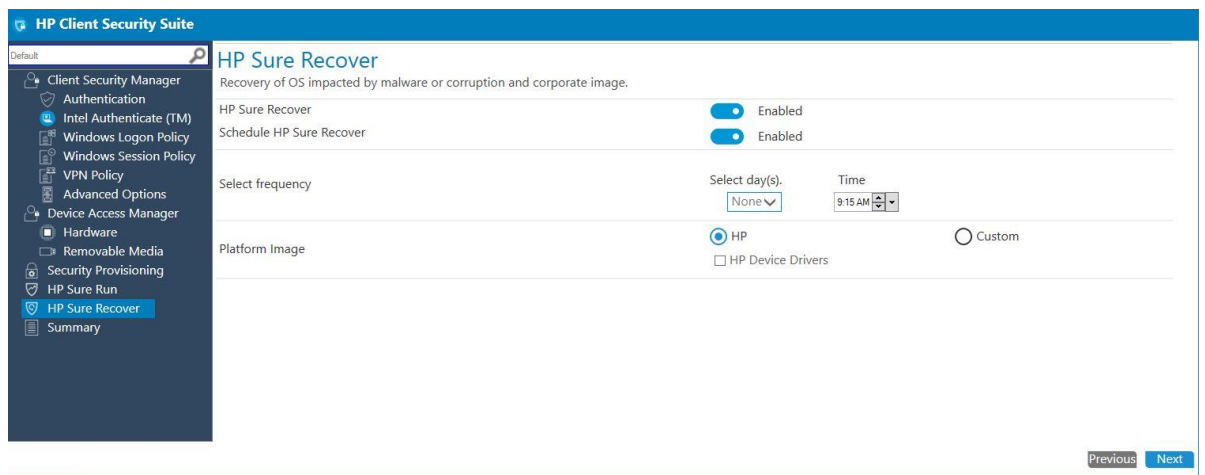 HP Client Security Suite
Default
Client Security Manager
Authentication
Intel Authenticate (TM)
Windows Logon Policy
Windows Session Policy
VPN Policy
Advanced Options
Device Access Manager
Hardware
Removable Media
Security Provisioning
HP Sure Run
HP Sure Recover
Summary
HP Sure Recover
Recovery of OS impacted by malware or corruption and corporate image.
HP Sure Recover Enabled
Schedule HP Sure Recover Enabled
Select day(s). Time
Select frequency
None 9:15 AM
HP Custom
Platform Image
HP Device Drivers
Previous Next